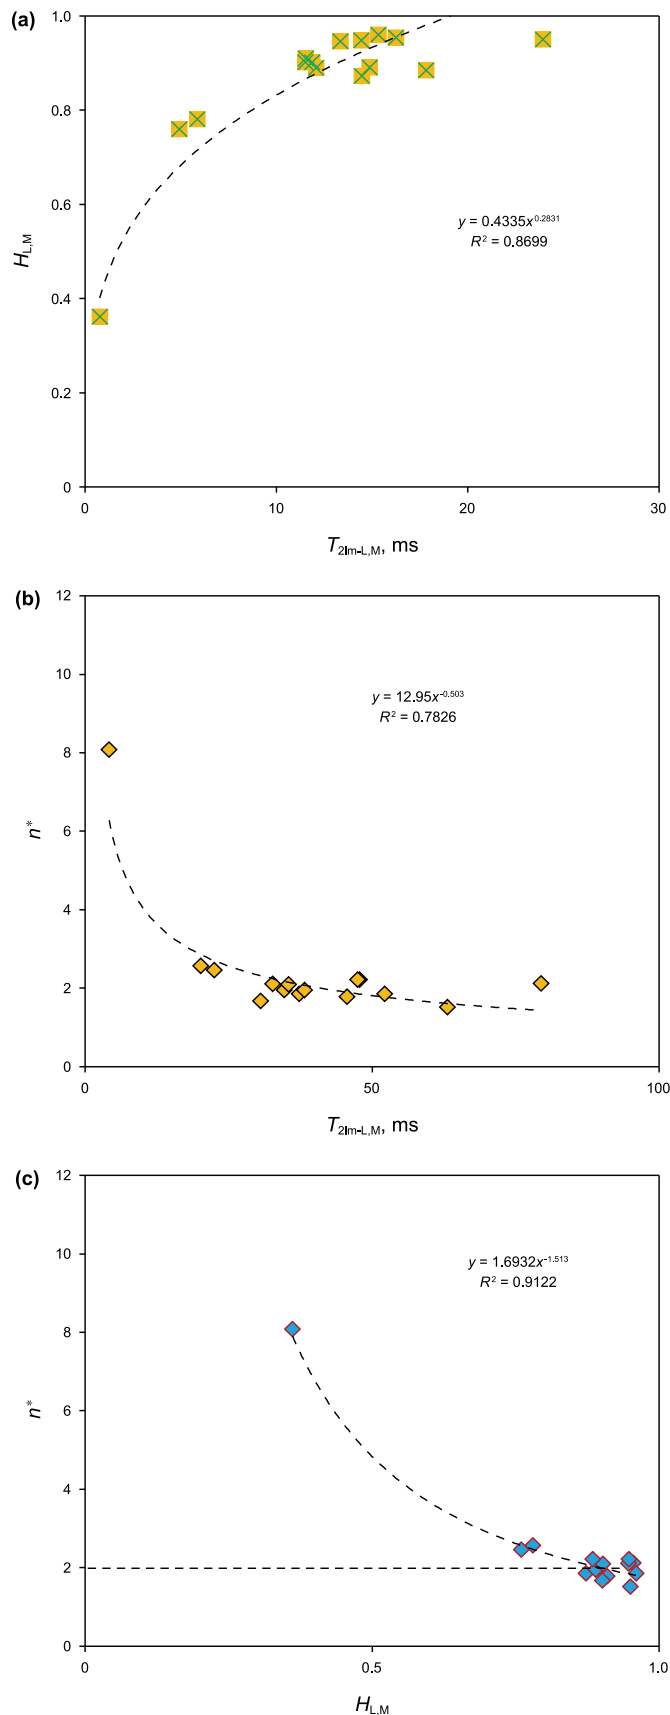 (a)
1.0
0.8
0.6
0.4
0.2
0
H_L,M
y = 0.4335x^0.2831
R² = 0.8699
0 10 20 30
T_2lm-L,M, ms
(b)
12
10
8
6
4
2
0
n*
y = 12.95x^-0.503
R² = 0.7826
0 50 100
T_2lm-L,M, ms
(c)
12
10
8
6
4
2
0
n*
y = 1.6932x^-1.513
R² = 0.9122
0 0.5 1.0
H_L,M